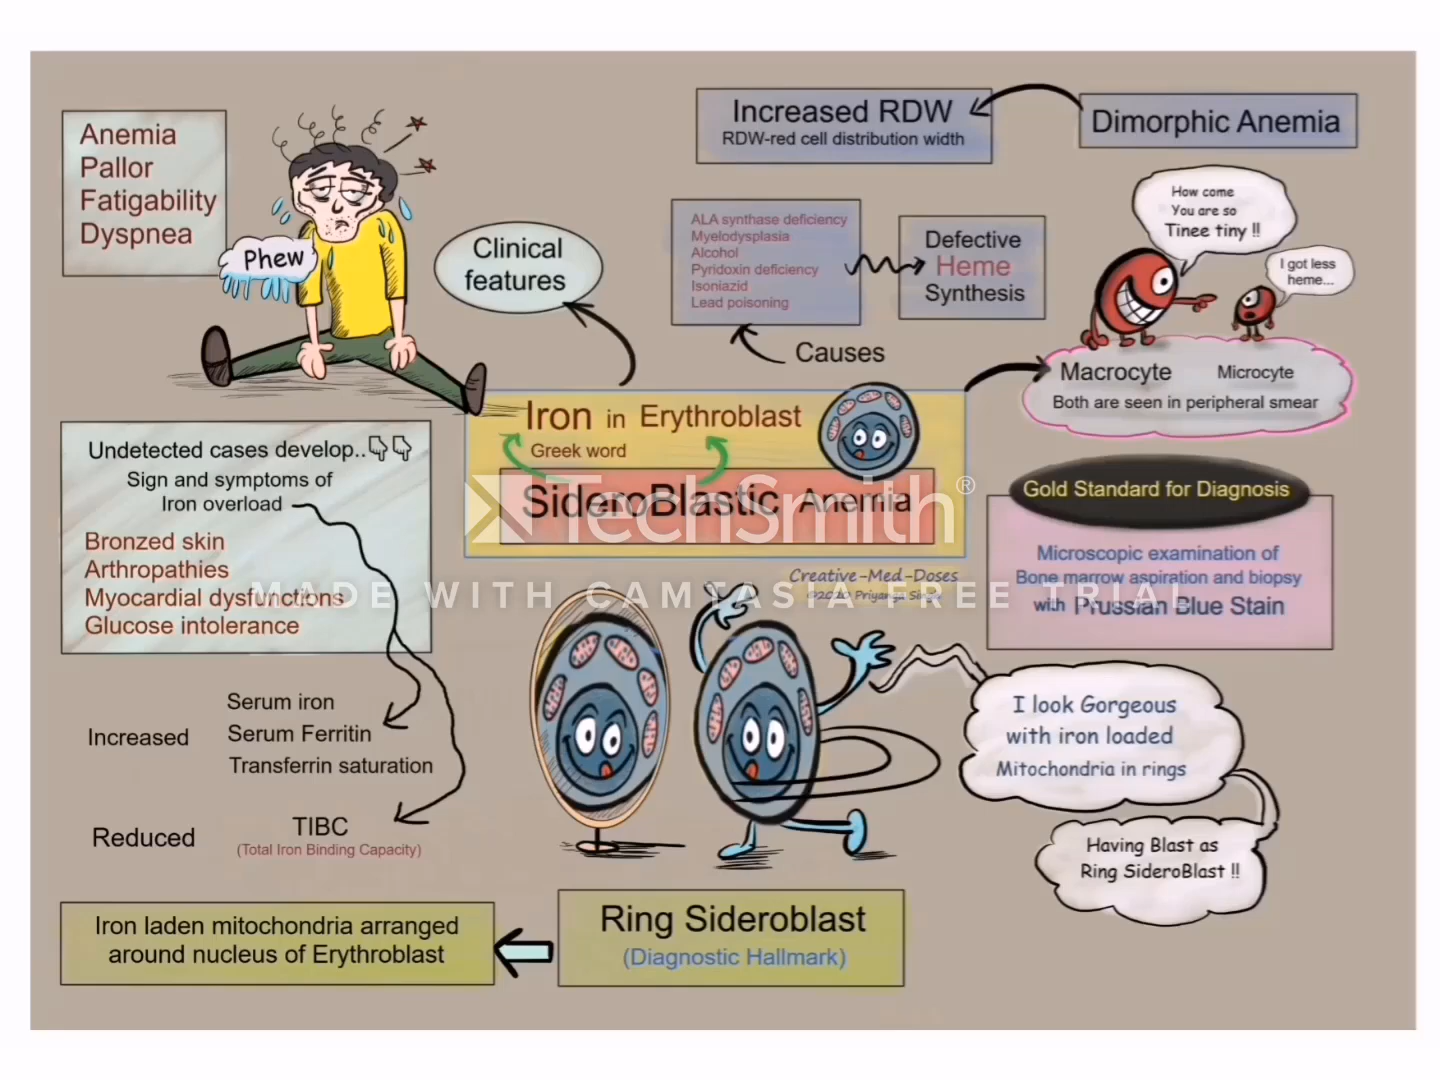 Anemia
Pallor
Fatigability
Dyspnea
Phew
Clinical
features
Increased RDW
RDW-red cell distribution width
Dimorphic Anemia
ALA synthase deficiency
Myelodysplasia
Alcohol
Pyridoxin deficiency
Isoniazid
Lead poisoning
Defective
Heme
Synthesis
Causes
How come
You are so
Tinee tiny !!
I got less
heme...
Macrocyte
Microcyte
Both are seen in peripheral smear
Iron in Erythroblast
Greek word
SideroBlastic Anemia
TechSmith®
MADE WITH CAMTASIA FREE TRIAL
Creative-Med-Doses
©2020 Priyanga Singh
Undetected cases develop..
Sign and symptoms of
Iron overload
Bronzed skin
Arthropathies
Myocardial dysfunctions
Glucose intolerance
Gold Standard for Diagnosis
Microscopic examination of
Bone marrow aspiration and biopsy
with Prussian Blue Stain
Increased
Serum iron
Serum Ferritin
Transferrin saturation
Reduced
TIBC
(Total Iron Binding Capacity)
I look Gorgeous
with iron loaded
Mitochondria in rings
Having Blast as
Ring SideroBlast !!
Iron laden mitochondria arranged
around nucleus of Erythroblast
Ring Sideroblast
(Diagnostic Hallmark)